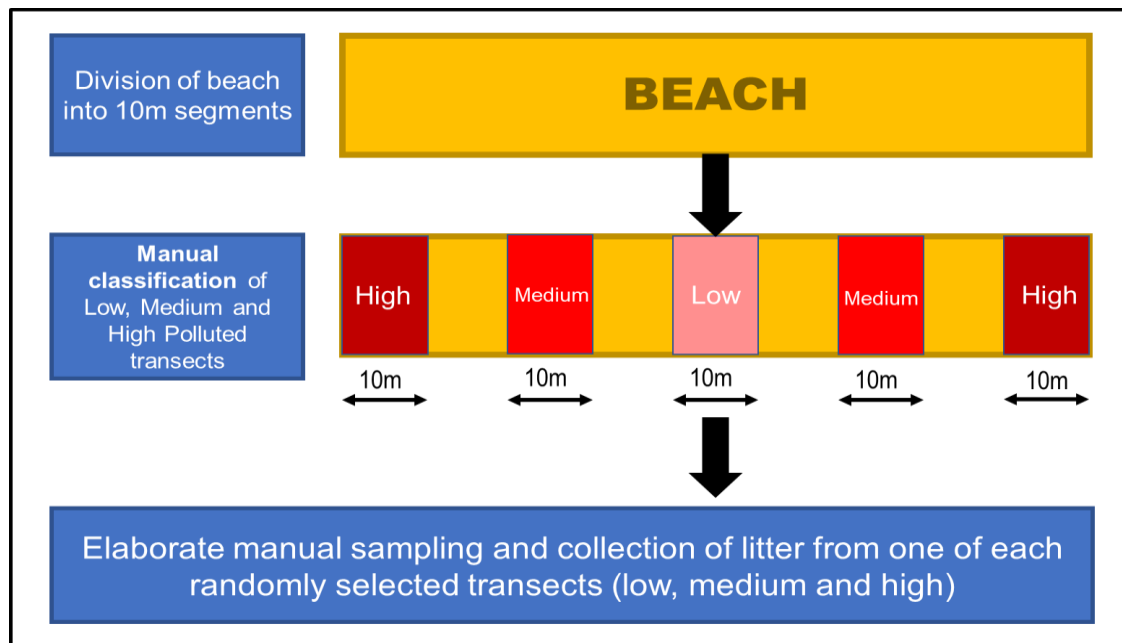 Division of beach
into 10m segments
BEACH
Manual
classification of
Low, Medium and
High Polluted
transects
High
Medium
Low
Medium
High
10m
10m
10m
10m
10m
Elaborate manual sampling and collection of litter from one of each
randomly selected transects (low, medium and high)